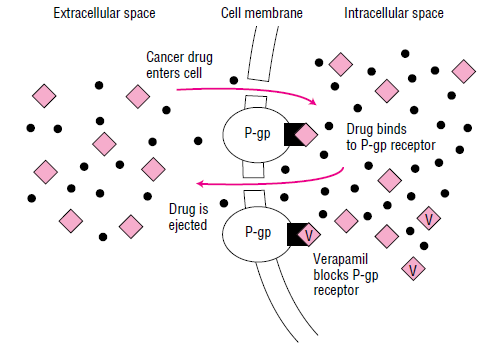 Extracellular space
Cell membrane
Intracellular space
Cancer drug
enters cell
P-gp
Drug binds
to P-gp receptor
Drug is
ejected
P-gp
V
V
V
Verapamil
blocks P-gp
receptor